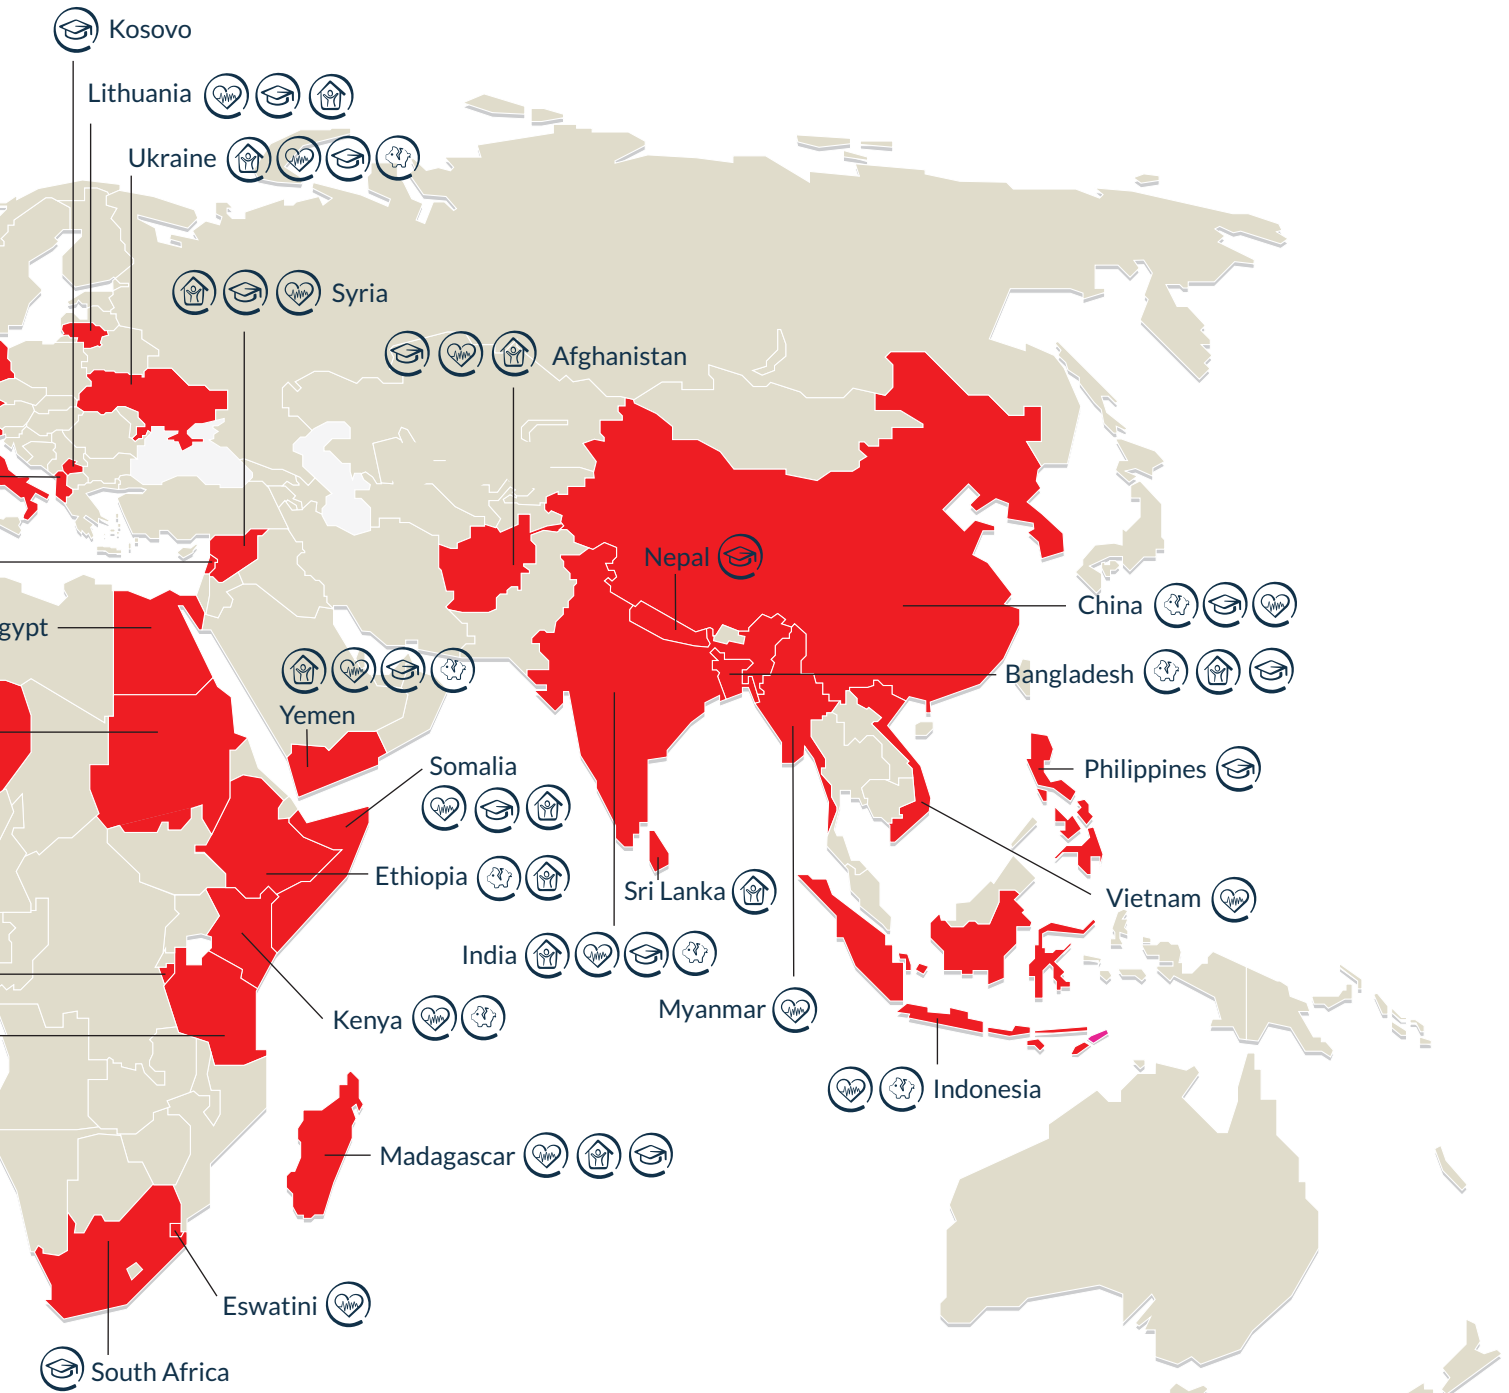 Kosovo
Lithuania
Ukraine
Syria
Afghanistan
Nepal
China
gypt
Bangladesh
Yemen
Somalia
Philippines
Ethiopia
Sri Lanka
Vietnam
India
Myanmar
Kenya
Indonesia
Madagascar
Eswatini
South Africa